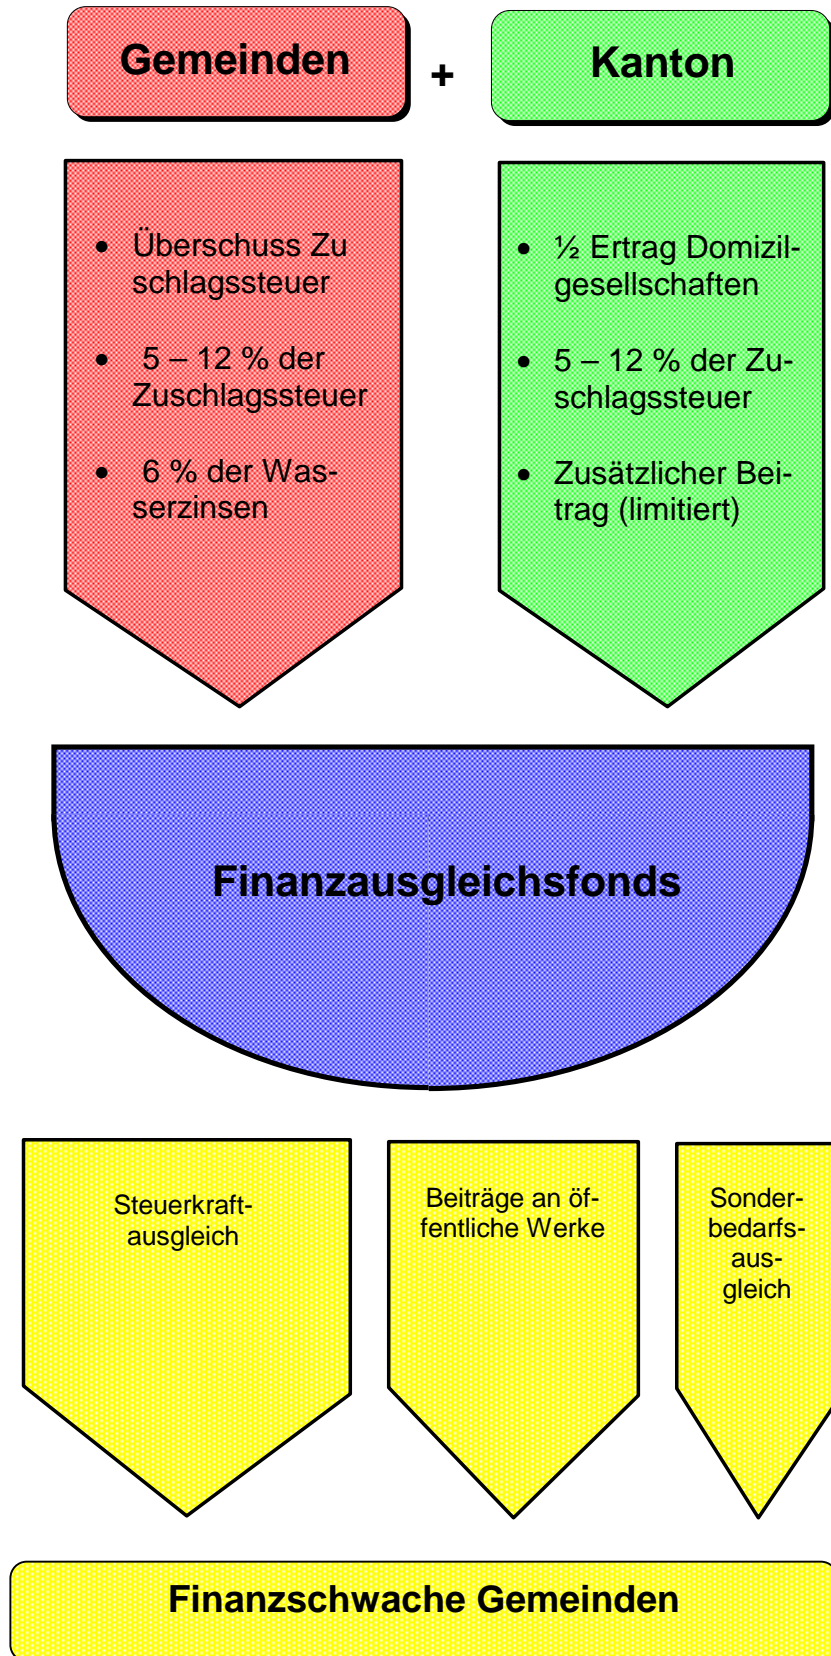 Gemeinden + Kanton
• Überschuss Zu
schlagssteuer
• 5 – 12 % der
Zuschlagssteuer
• 6 % der Was-
serzinsen
• ½ Ertrag Domizil-
gesellschaften
• 5 – 12 % der Zu-
schlagssteuer
• Zusätzlicher Bei-
trag (limitiert)
Finanzausgleichsfonds
Steuerkraft-
ausgleich
Beiträge an öf-
fentliche Werke
Sonder-
bedarfs-
aus-
gleich
Finanzschwache Gemeinden